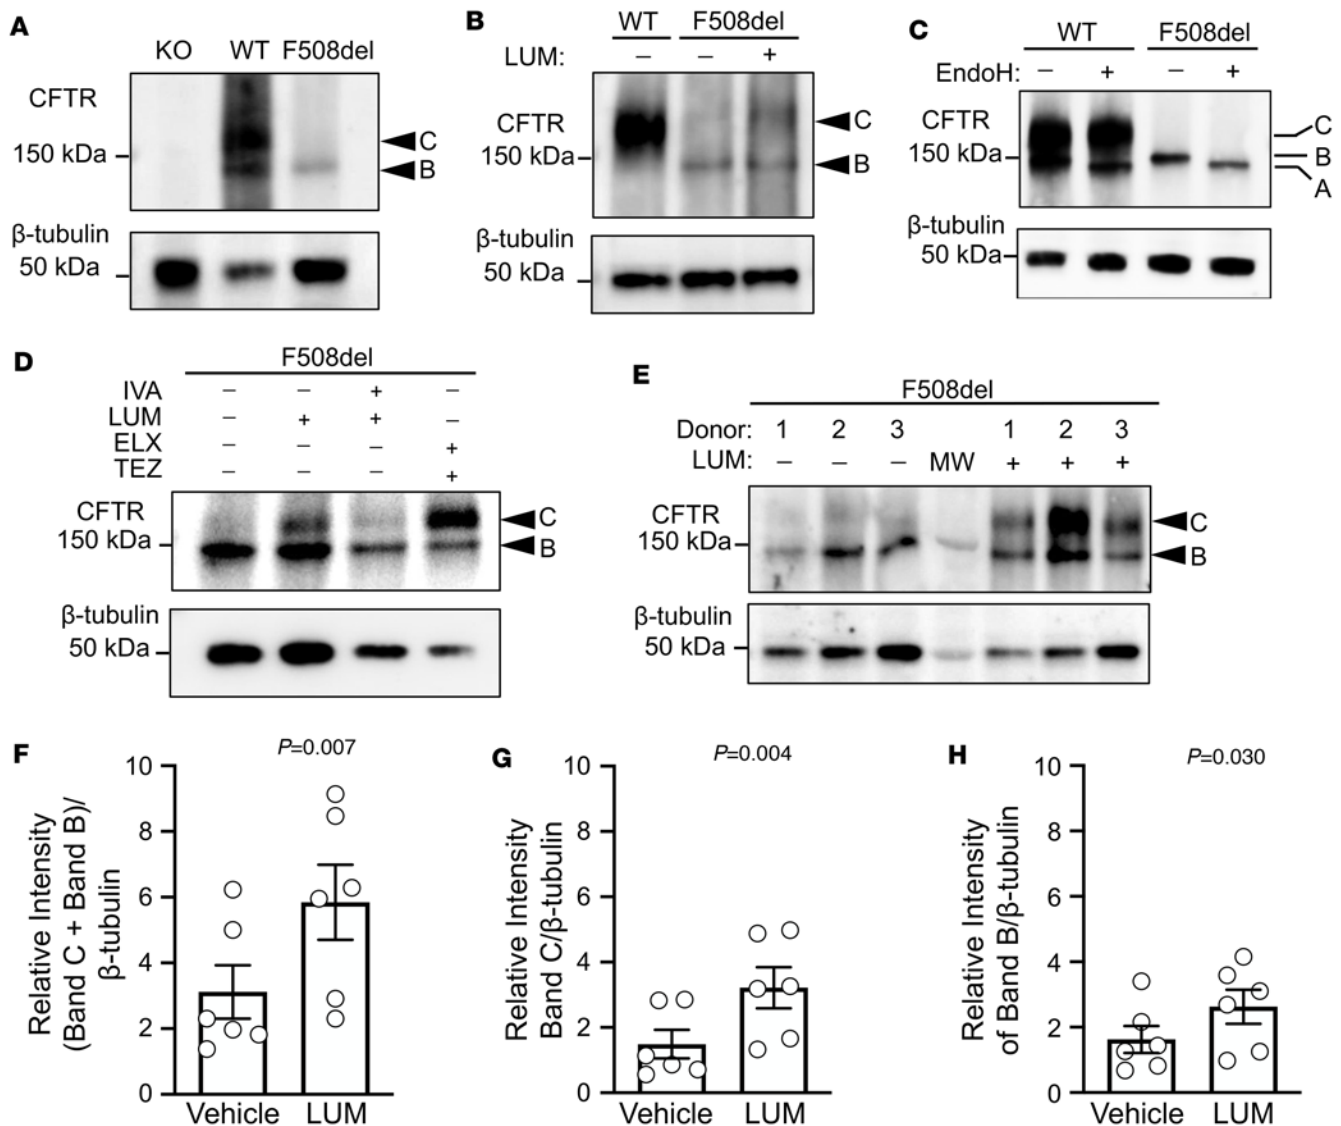 A
KO WT F508del
CFTR
150 kDa
C
B
β-tubulin
50 kDa
B
WT F508del
LUM: – – +
CFTR
150 kDa
C
B
β-tubulin
50 kDa
C
WT F508del
EndoH: – + – +
CFTR
150 kDa
C
B
A
β-tubulin
50 kDa
D
F508del
IVA – – + –
LUM – + + –
ELX – – – +
TEZ – – – +
CFTR
150 kDa
C
B
β-tubulin
50 kDa
E
F508del
Donor: 1 2 3 1 2 3
LUM: – – – MW + + +
CFTR
150 kDa
C
B
β-tubulin
50 kDa
F
P=0.007
Relative Intensity
(Band C + Band B)/
β-tubulin
10
8
6
4
2
0
Vehicle LUM
G
P=0.004
Relative Intensity
Band C/β-tubulin
10
8
6
4
2
0
Vehicle LUM
H
P=0.030
Relative Intensity
of Band B/β-tubulin
10
8
6
4
2
0
Vehicle LUM